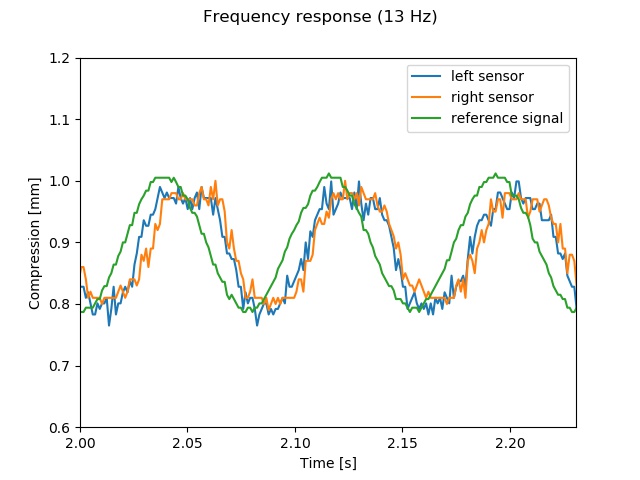 Frequency response (13 Hz)
1.2
left sensor
right sensor
reference signal
1.1
1.0
0.9
0.8
0.7
0.6
Compression [mm]
2.00 2.05 2.10 2.15 2.20
Time [s]